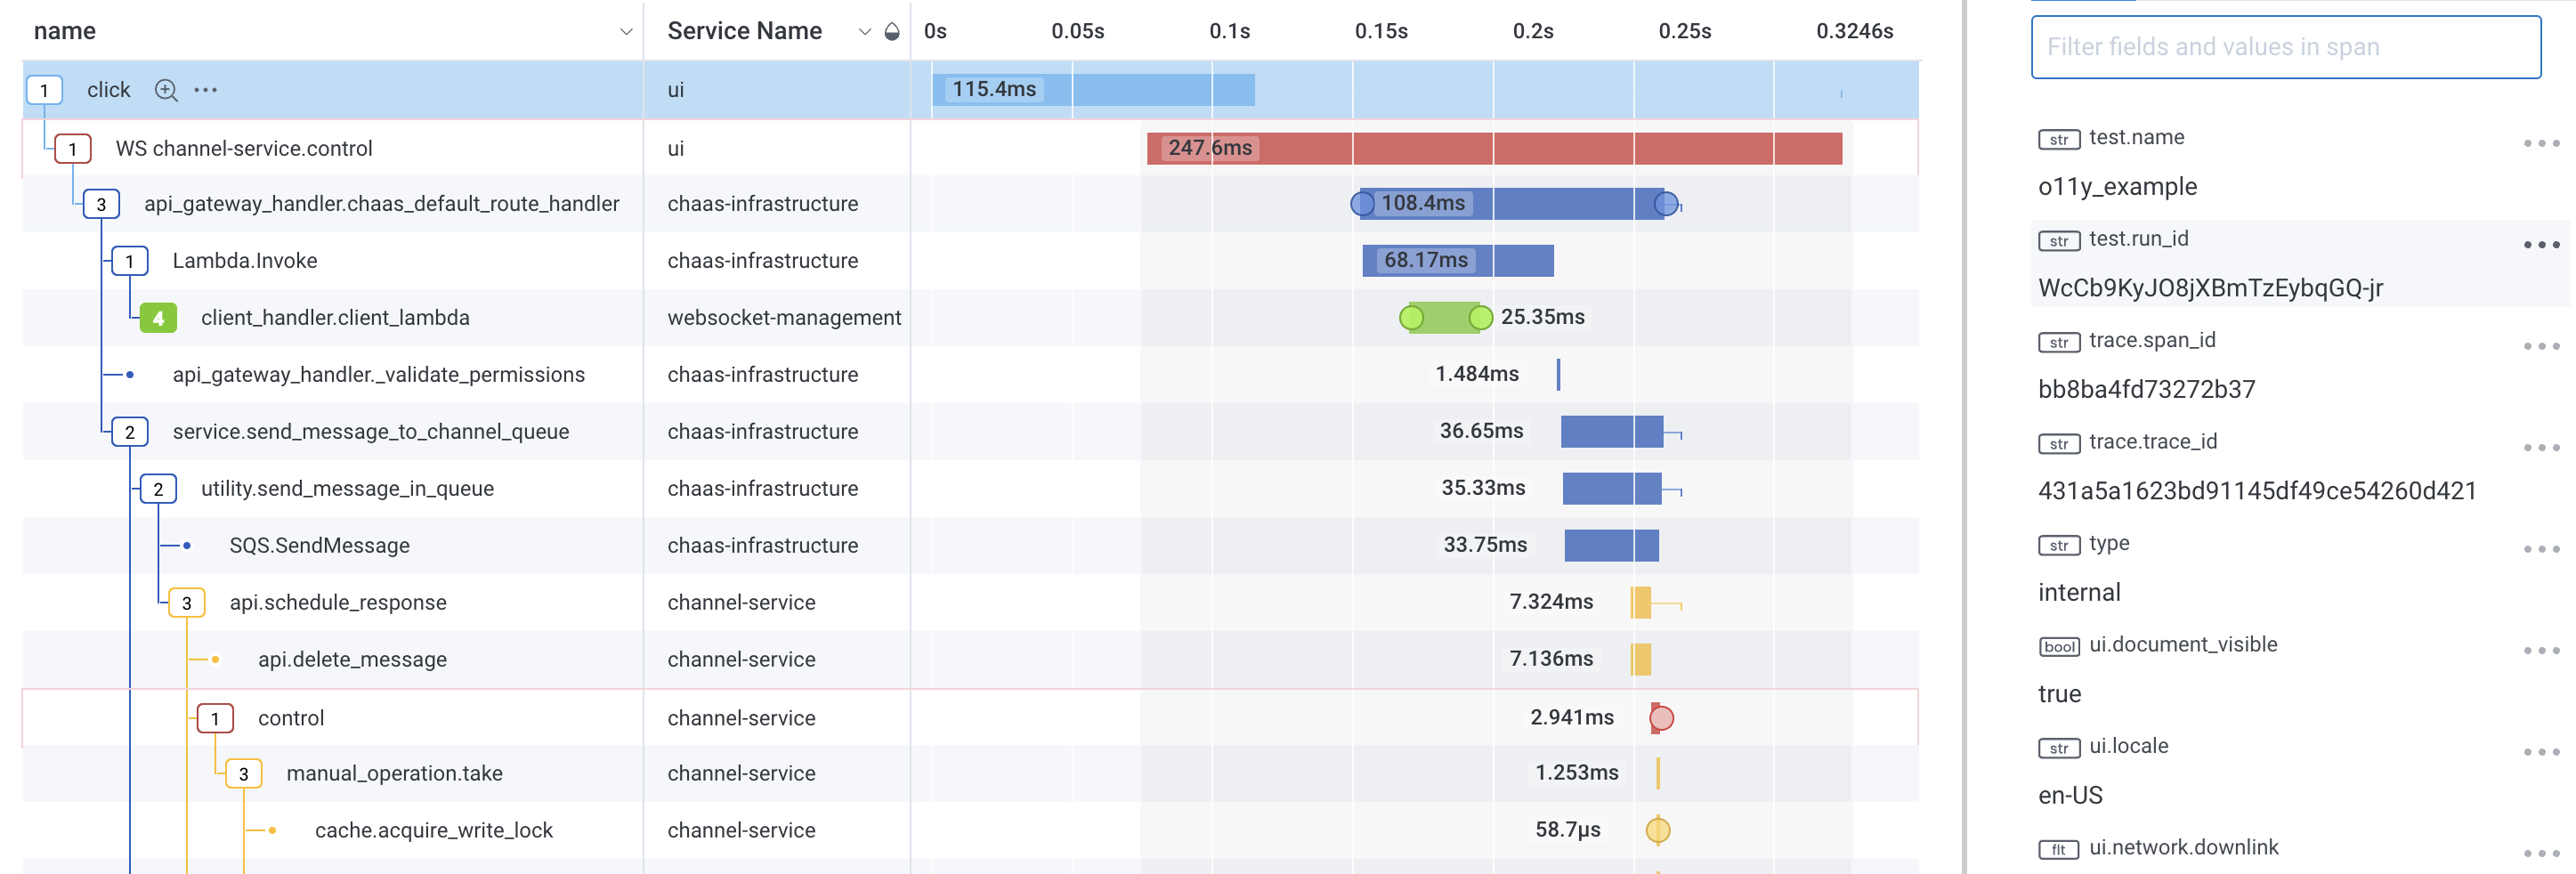 name Service Name 0s 0.05s 0.1s 0.15s 0.2s 0.25s 0.3246s
1 click ui 115.4ms
1 WS channel-service.control ui 247.6ms
3 api_gateway_handler.chaas_default_route_handler chaas-infrastructure 108.4ms
1 Lambda.Invoke chaas-infrastructure 68.17ms
4 client_handler.client_lambda websocket-management 25.35ms
api_gateway_handler._validate_permissions chaas-infrastructure 1.484ms
2 service.send_message_to_channel_queue chaas-infrastructure 36.65ms
2 utility.send_message_in_queue chaas-infrastructure 35.33ms
SQS.SendMessage chaas-infrastructure 33.75ms
3 api.schedule_response channel-service 7.324ms
api.delete_message channel-service 7.136ms
1 control channel-service 2.941ms
3 manual_operation.take channel-service 1.253ms
cache.acquire_write_lock channel-service 58.7µs
Filter fields and values in span
str test.name
o11y_example
str test.run_id
WcCb9KyJO8jXBmTzEybqGQ-jr
str trace.span_id
bb8ba4fd73272b37
str trace.trace_id
431a5a1623bd91145df49ce54260d421
str type
internal
bool ui.document_visible
true
str ui.locale
en-US
flt ui.network.downlink